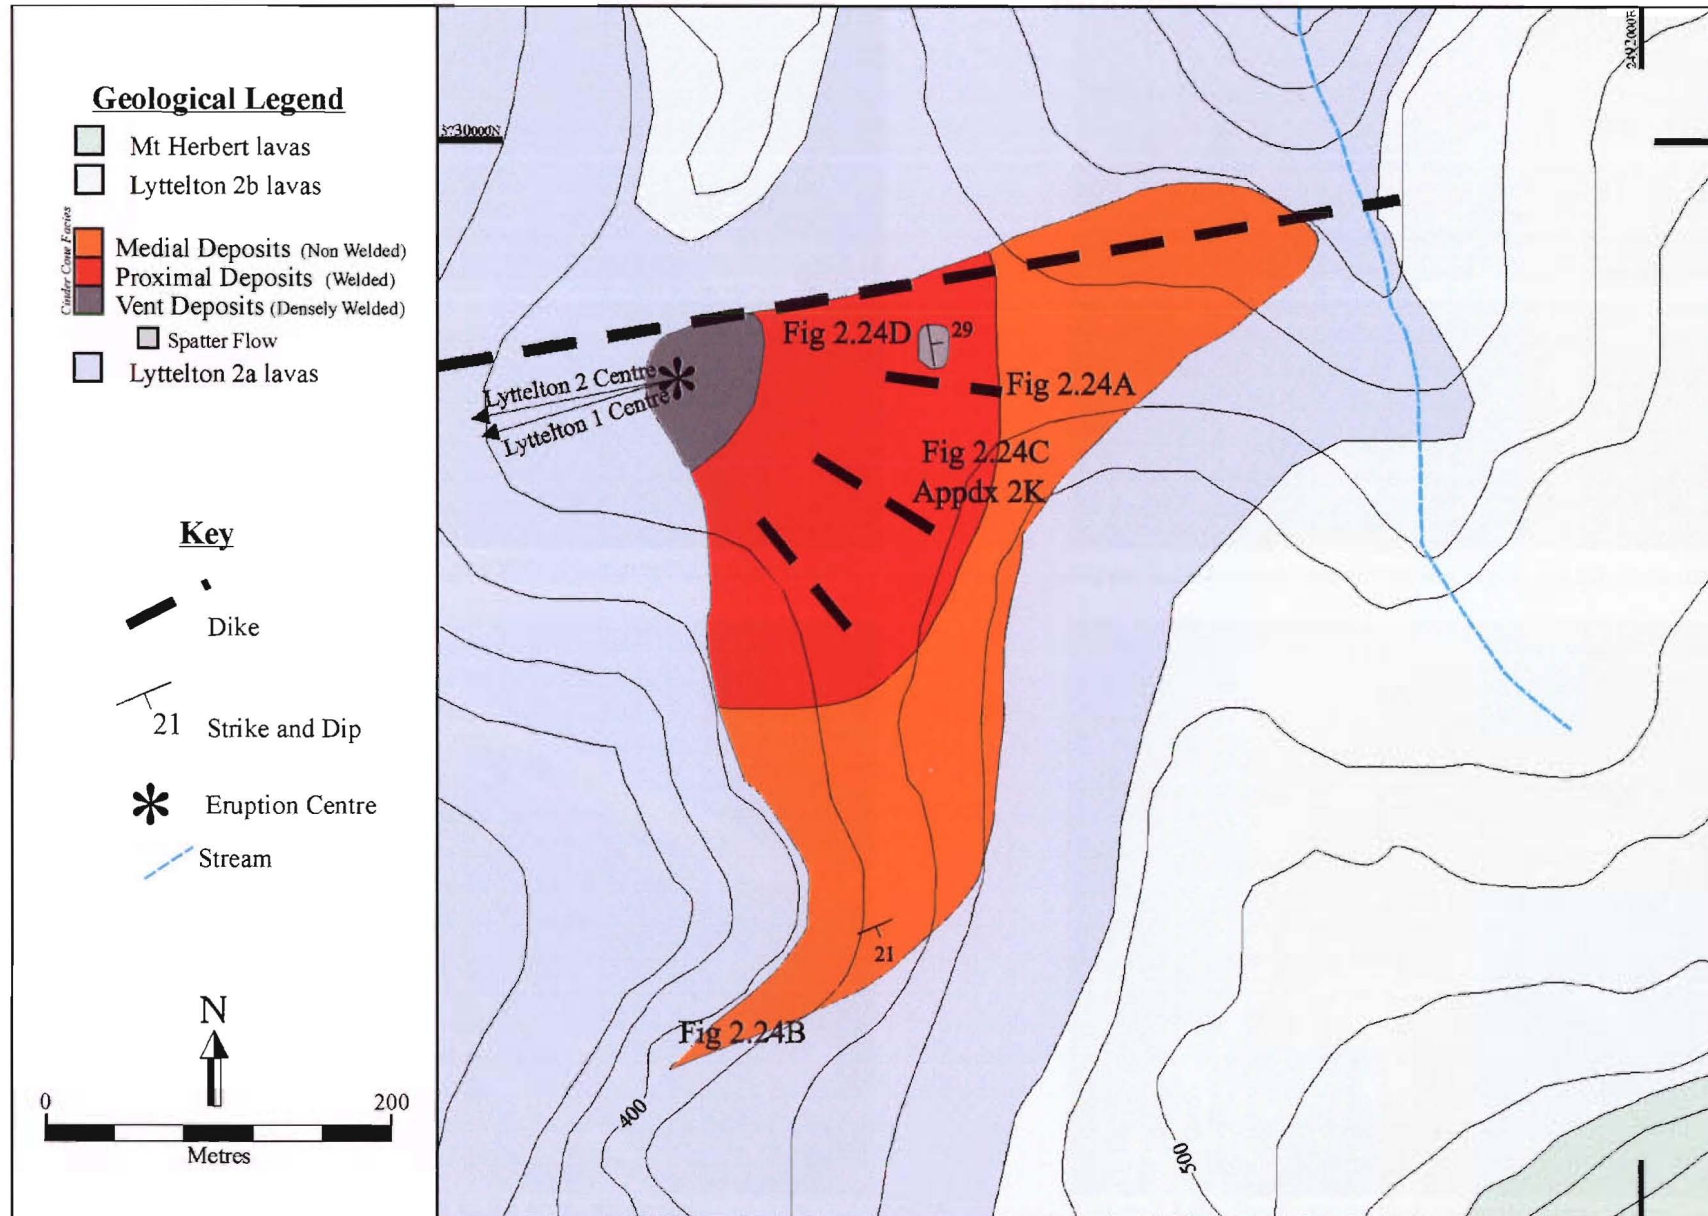 Geological Legend
Mt Herbert lavas
Lyttelton 2b lavas
Cinder Cone Facies
Medial Deposits (Non Welded)
Proximal Deposits (Welded)
Vent Deposits (Densely Welded)
Spatter Flow
Lyttelton 2a lavas
Key
Dike
21
Strike and Dip
Eruption Centre
Stream
N
0 200
Metres
2492000E
Fig 2.24D
29
Lyttelton 2 Centre
Lyttelton 1 Centre
Fig 2.24A
Fig 2.24C
Appdx 2K
21
Fig 2.24B
400
500